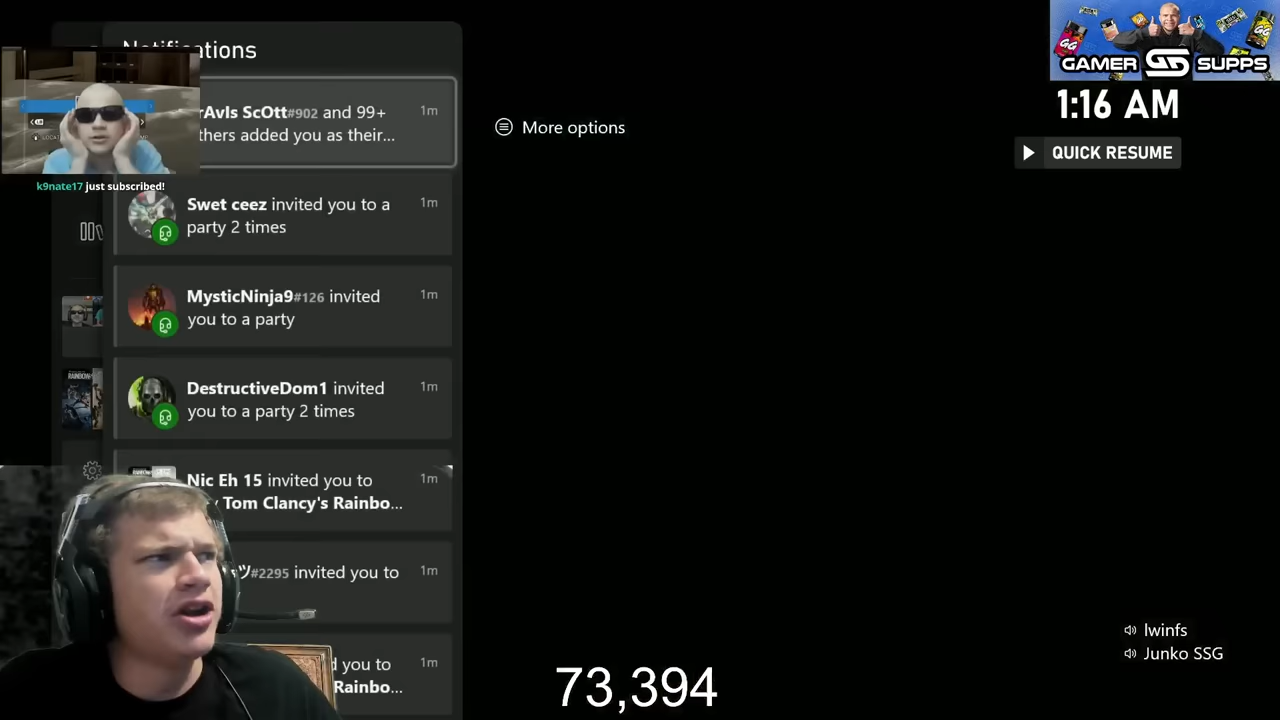 Notifications
rAvIs ScOtt#902 and 99+
thers added you as their...
1m
Swet ceez invited you to a
party 2 times
1m
MysticNinja9#126 invited
you to a party
1m
DestructiveDom1 invited
you to a party 2 times
1m
Nic Eh 15 invited you to
Tom Clancy's Rainbo...
1m
ツ#2295 invited you to
1m
you to
Rainbo...
1m
k9nate17 just subscribed!
More options
GAMER SUPPS
GG
GG
1:16 AM
QUICK RESUME
lwinfs
Junko SSG
73,394